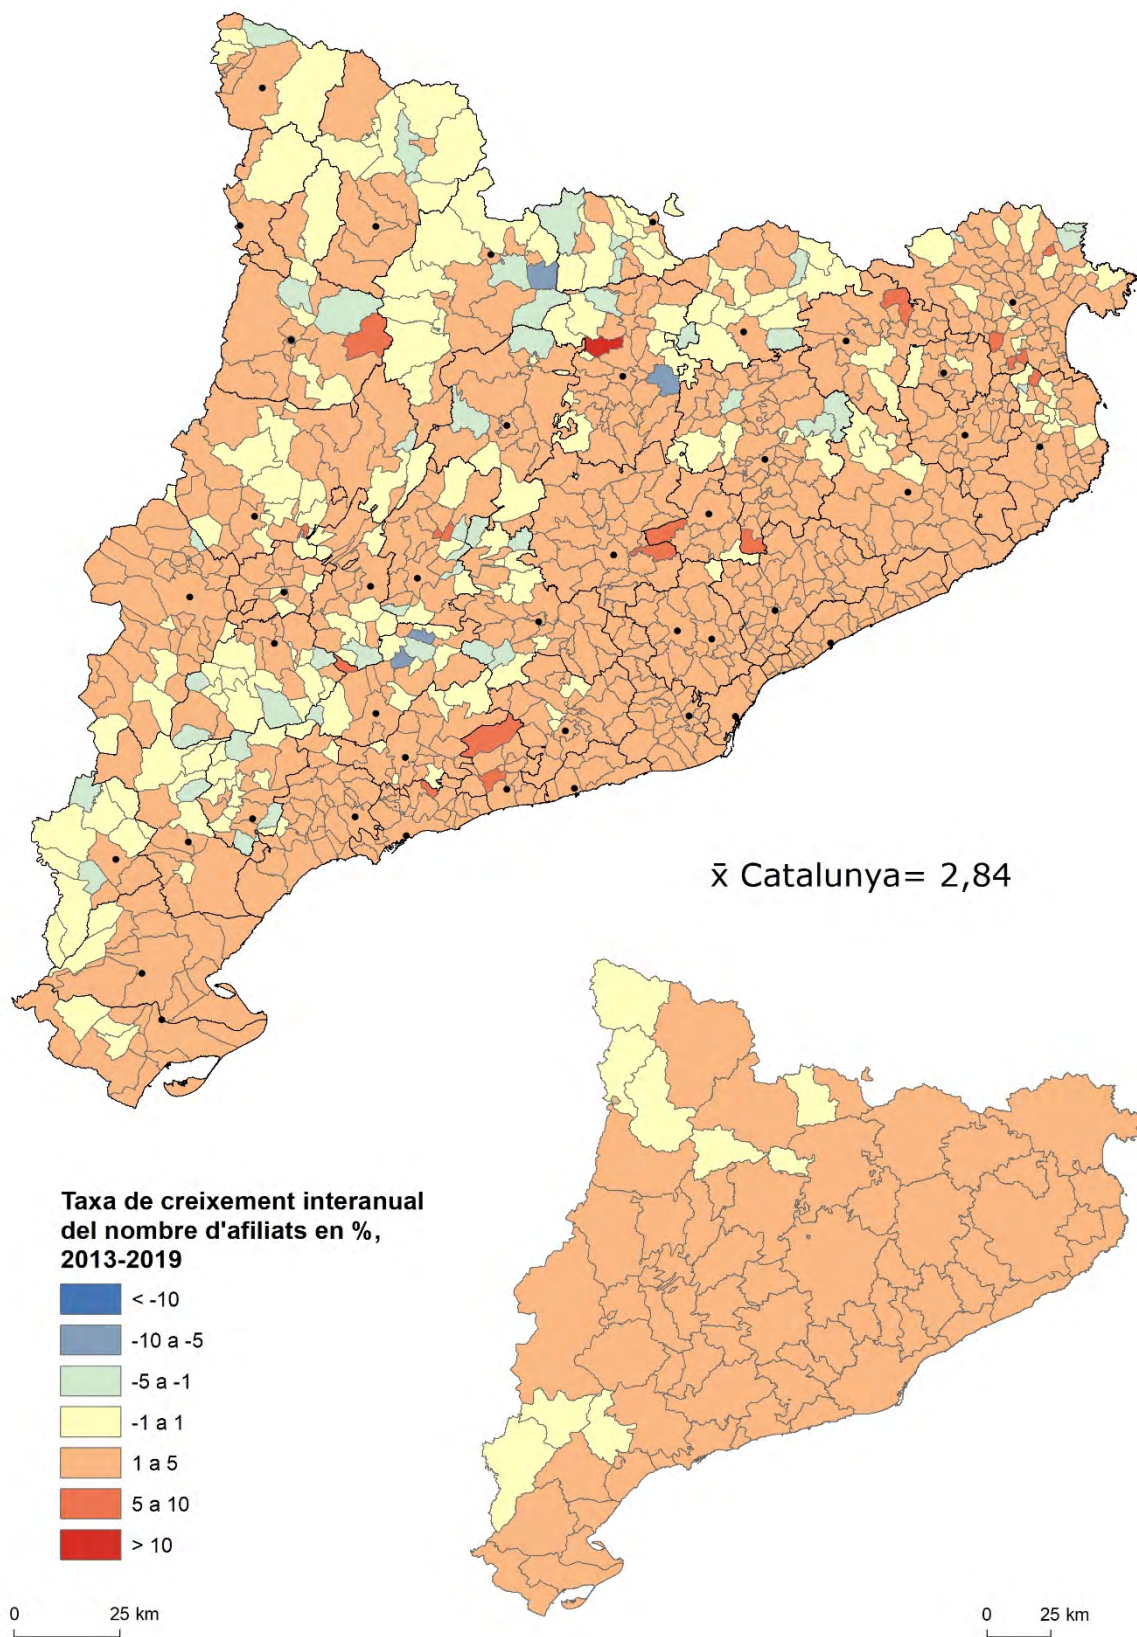 x̄ Catalunya= 2,84
Taxa de creixement interanual
del nombre d'afiliats en %,
2013-2019
< -10
-10 a -5
-5 a -1
-1 a 1
1 a 5
5 a 10
> 10
0 25 km
0 25 km